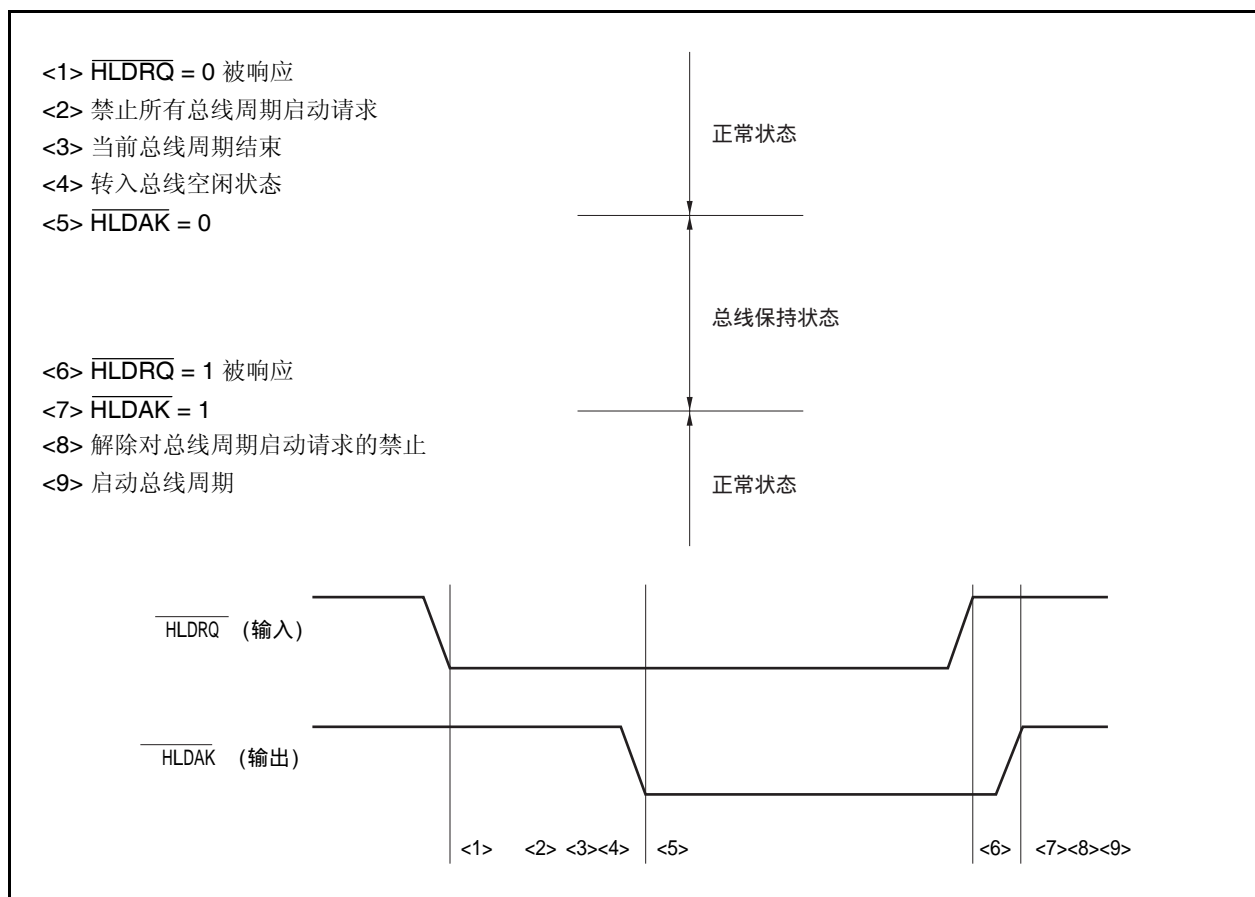 <1> HLDRQ = 0 被响应
<2> 禁止所有总线周期启动请求
<3> 当前总线周期结束
<4> 转入总线空闲状态
<5> HLDAK = 0
正常状态
总线保持状态
<6> HLDRQ = 1 被响应
<7> HLDAK = 1
<8> 解除对总线周期启动请求的禁止
<9> 启动总线周期
正常状态
HLDRQ (输入)
HLDAK (输出)
<1> <2> <3><4> <5> <6> <7><8><9>